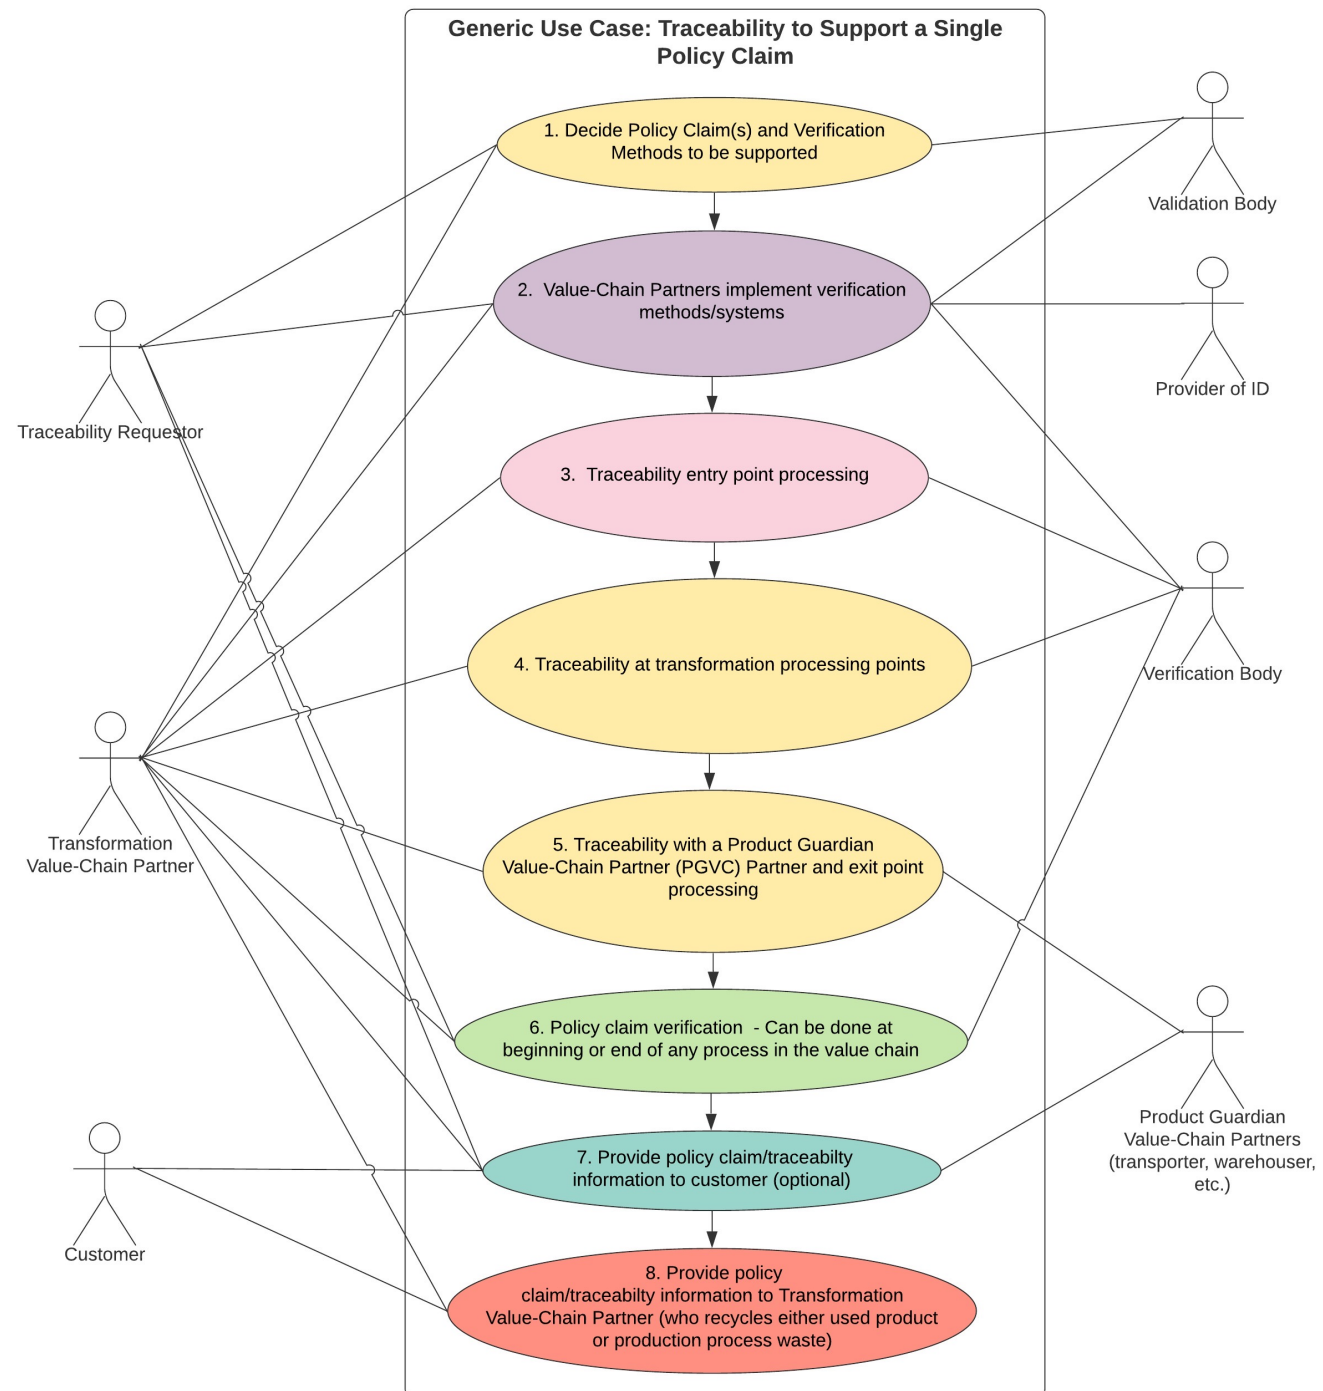 Generic Use Case: Traceability to Support a Single
Policy Claim
1. Decide Policy Claim(s) and Verification
Methods to be supported
Validation Body
2.  Value-Chain Partners implement verification
methods/systems
Provider of ID
Traceability Requestor
3.  Traceability entry point processing
4. Traceability at transformation processing points
Verification Body
Transformation
Value-Chain Partner
5. Traceability with a Product Guardian
Value-Chain Partner (PGVC) Partner and exit point
processing
6. Policy claim verification  - Can be done at
beginning or end of any process in the value chain
Product Guardian
Value-Chain Partners
(transporter, warehouser,
etc.)
7. Provide policy claim/traceabilty
information to customer (optional)
Customer
8. Provide policy
claim/traceabilty information to Transformation
Value-Chain Partner (who recycles either used product
or production process waste)